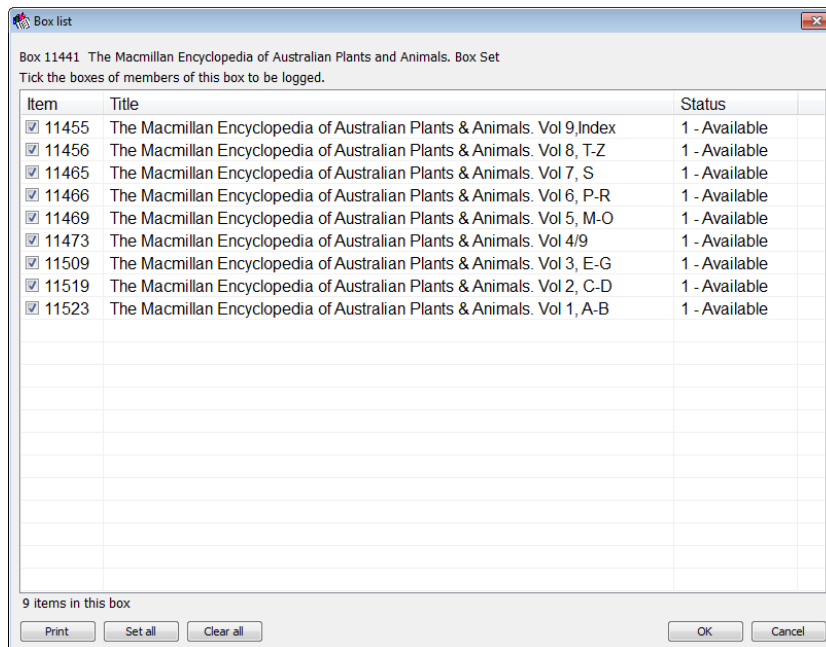 Box list
Box 11441 The Macmillan Encyclopedia of Australian Plants and Animals. Box Set
Tick the boxes of members of this box to be logged.
Item Title Status
11455 The Macmillan Encyclopedia of Australian Plants & Animals. Vol 9,Index 1 - Available
11456 The Macmillan Encyclopedia of Australian Plants & Animals. Vol 8, T-Z 1 - Available
11465 The Macmillan Encyclopedia of Australian Plants & Animals. Vol 7, S 1 - Available
11466 The Macmillan Encyclopedia of Australian Plants & Animals. Vol 6, P-R 1 - Available
11469 The Macmillan Encyclopedia of Australian Plants & Animals. Vol 5, M-O 1 - Available
11473 The Macmillan Encyclopedia of Australian Plants & Animals. Vol 4/9 1 - Available
11509 The Macmillan Encyclopedia of Australian Plants & Animals. Vol 3, E-G 1 - Available
11519 The Macmillan Encyclopedia of Australian Plants & Animals. Vol 2, C-D 1 - Available
11523 The Macmillan Encyclopedia of Australian Plants & Animals. Vol 1, A-B 1 - Available
9 items in this box
Print Set all Clear all OK Cancel